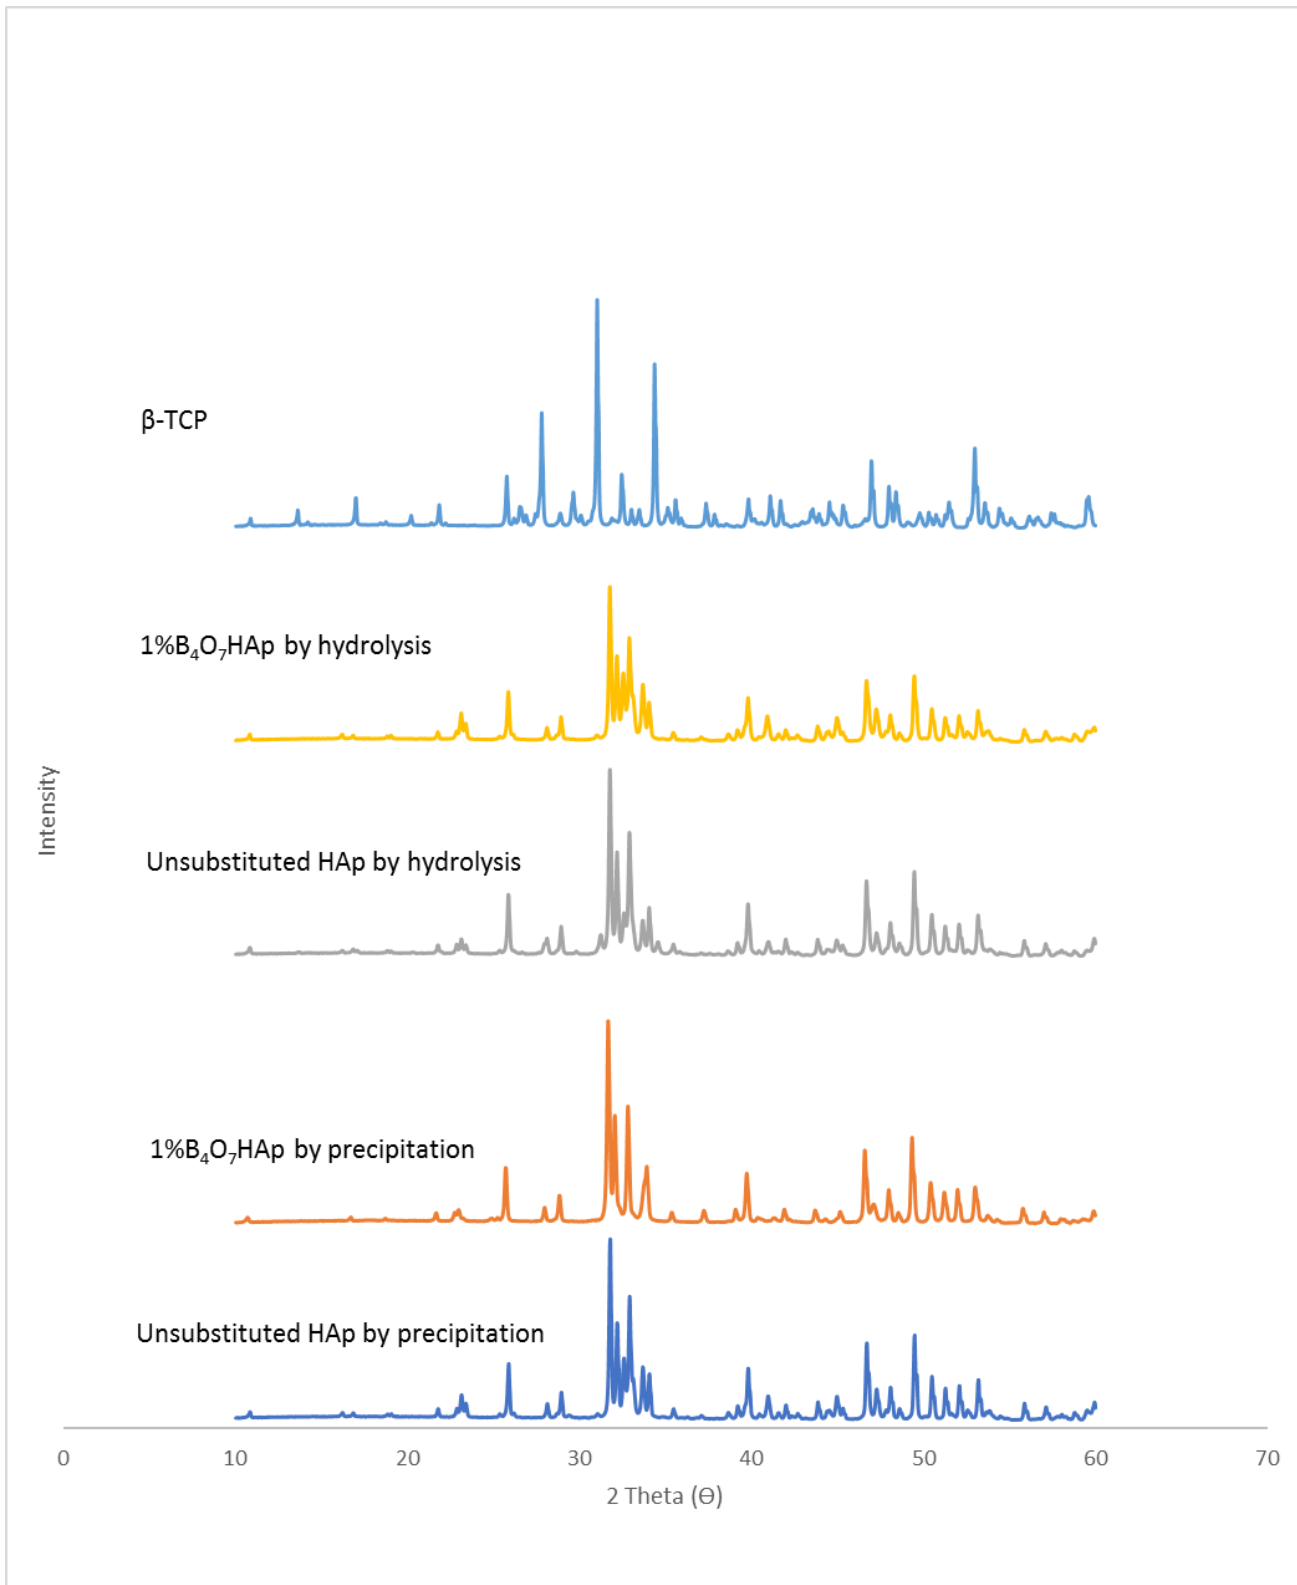 β-TCP
1%B₄O₇HAp by hydrolysis
Intensity
Unsubstituted HAp by hydrolysis
1%B₄O₇HAp by precipitation
Unsubstituted HAp by precipitation
0 10 20 30 40 50 60 70
2 Theta (Ө)